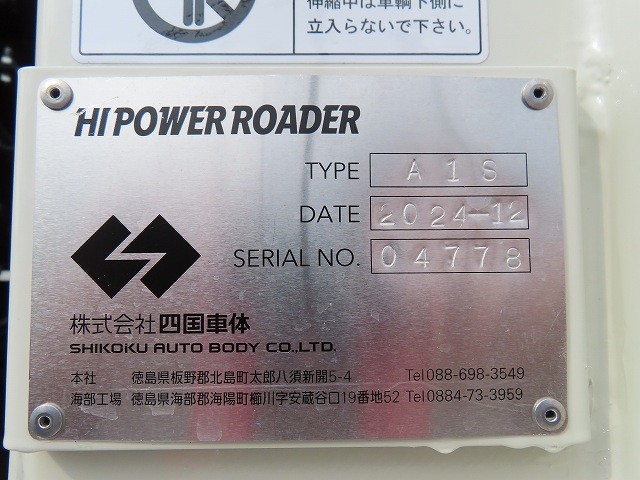 伸縮中は車輌下側に
立入らないで下さい。
HI POWER ROADER
TYPE A1S
DATE 2024-12
SERIAL NO. 04778
株式会社四国車体
SHIKOKU AUTO BODY CO.,LTD.
本社 徳島県板野郡北島町太郎八須新開5-4 Tel 088-698-3549
海部工場 徳島県海部郡海陽町櫛川字安蔵谷口19番地52 Tel 0884-73-3959